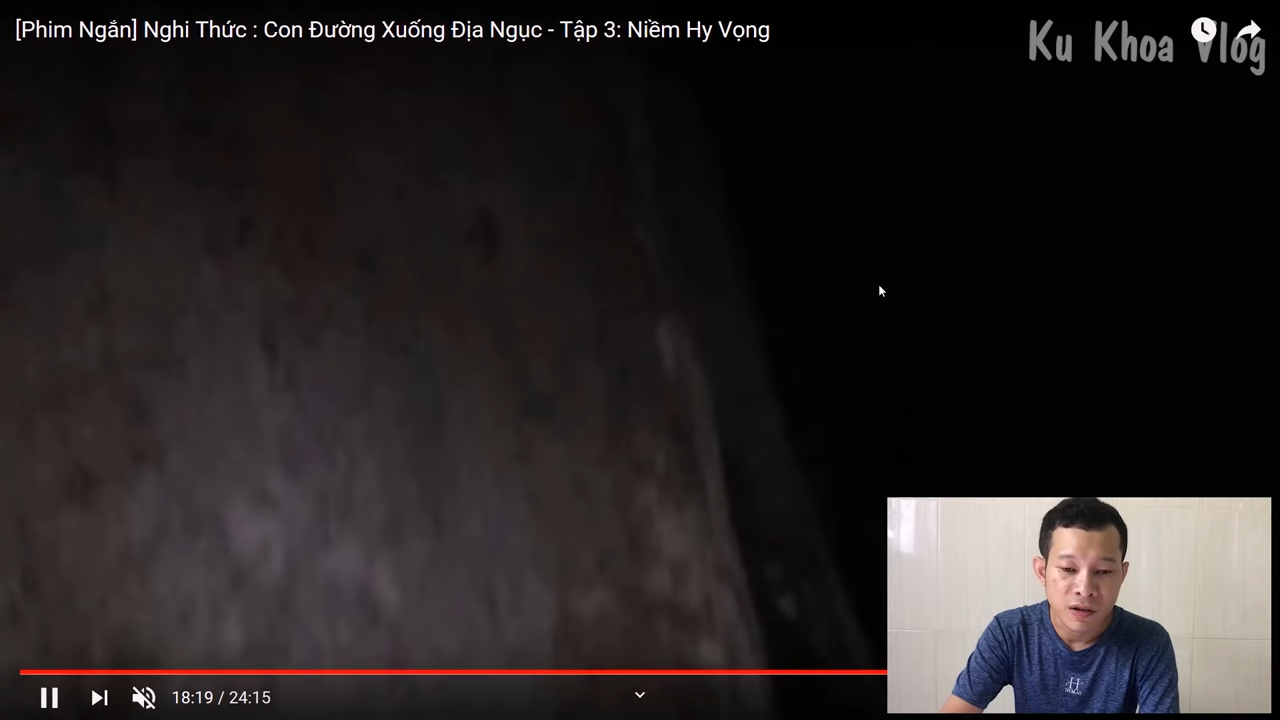 [Phim Ngắn] Nghi Thức : Con Đường Xuống Địa Ngục - Tập 3: Niềm Hy Vọng
Ku Khoa Vlog
18:19 / 24:15